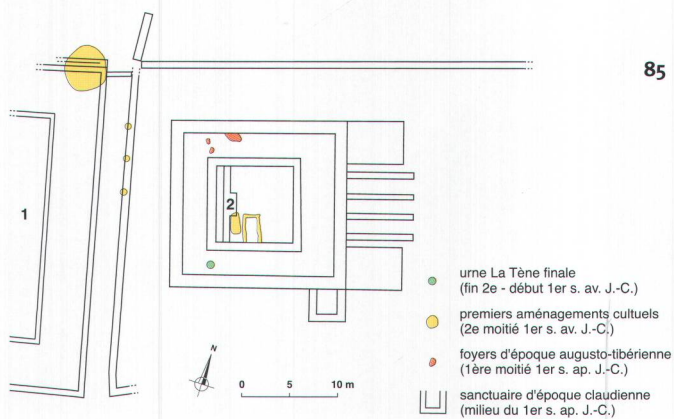 85
1
2
N
0 5 10 m
urne La Tène finale
(fin 2e - début 1er s. av. J.-C.)
premiers aménagements cultuels
(2e moitié 1er s. av. J.-C.)
foyers d'époque augusto-tibérienne
(1ère moitié 1er s. ap. J.-C.)
sanctuaire d'époque claudienne
(milieu du 1er s. ap. J.-C.)